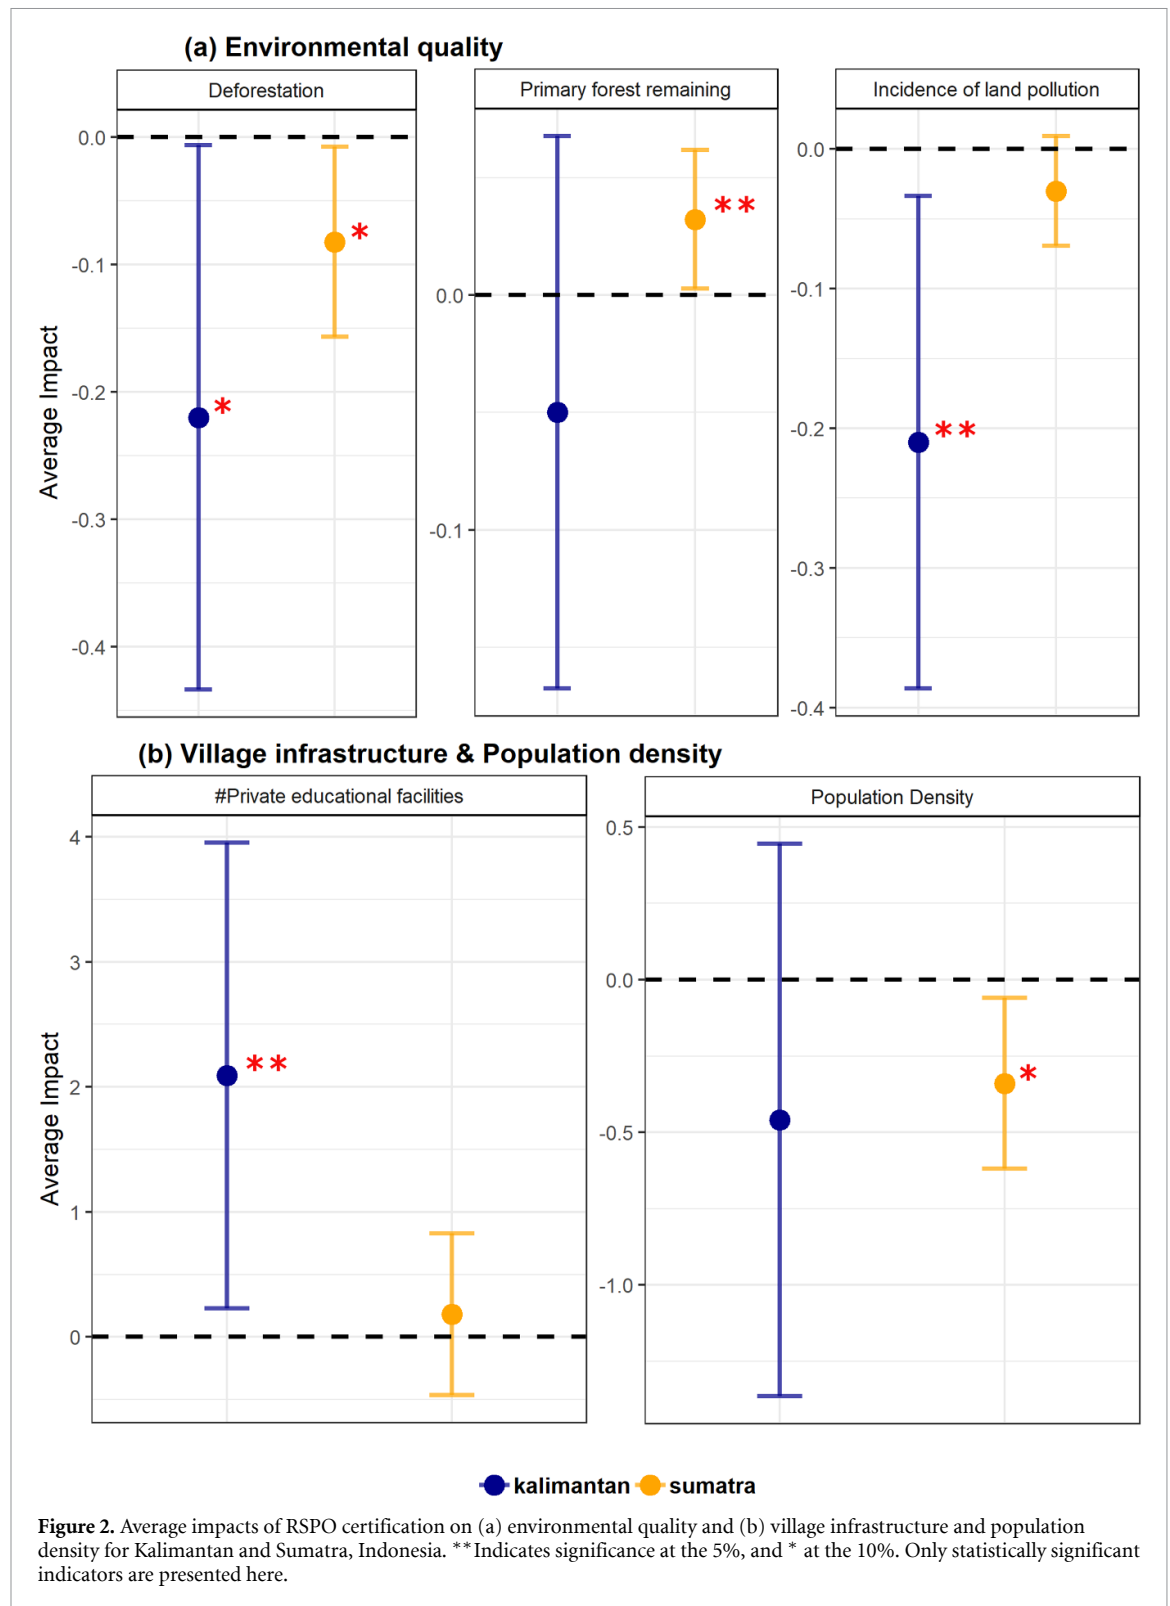 (a) Environmental quality
Deforestation
Primary forest remaining
Incidence of land pollution
Average Impact
0.0
-0.1
-0.2
-0.3
-0.4
*
*
0.0
-0.1
**
0.0
-0.1
-0.2
-0.3
-0.4
**
(b) Village infrastructure & Population density
#Private educational facilities
Population Density
Average Impact
4
3
2
1
0
**
0.5
0.0
-0.5
-1.0
*
kalimantan sumatra
Figure 2. Average impacts of RSPO certification on (a) environmental quality and (b) village infrastructure and population
density for Kalimantan and Sumatra, Indonesia. **Indicates significance at the 5%, and * at the 10%. Only statistically significant
indicators are presented here.